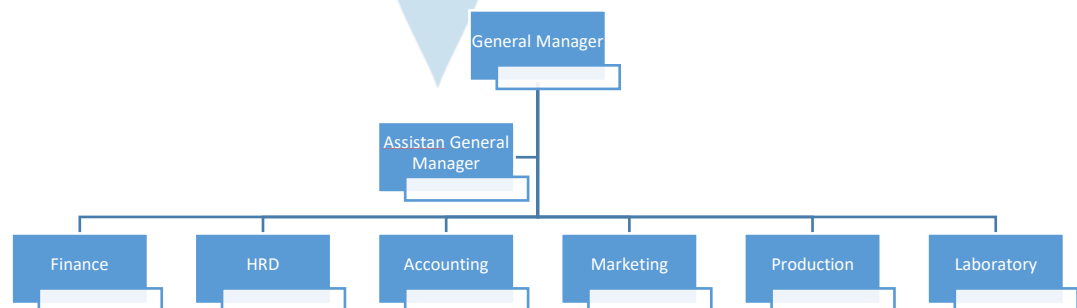 General Manager
Assistan General
Manager
Finance
HRD
Accounting
Marketing
Production
Laboratory